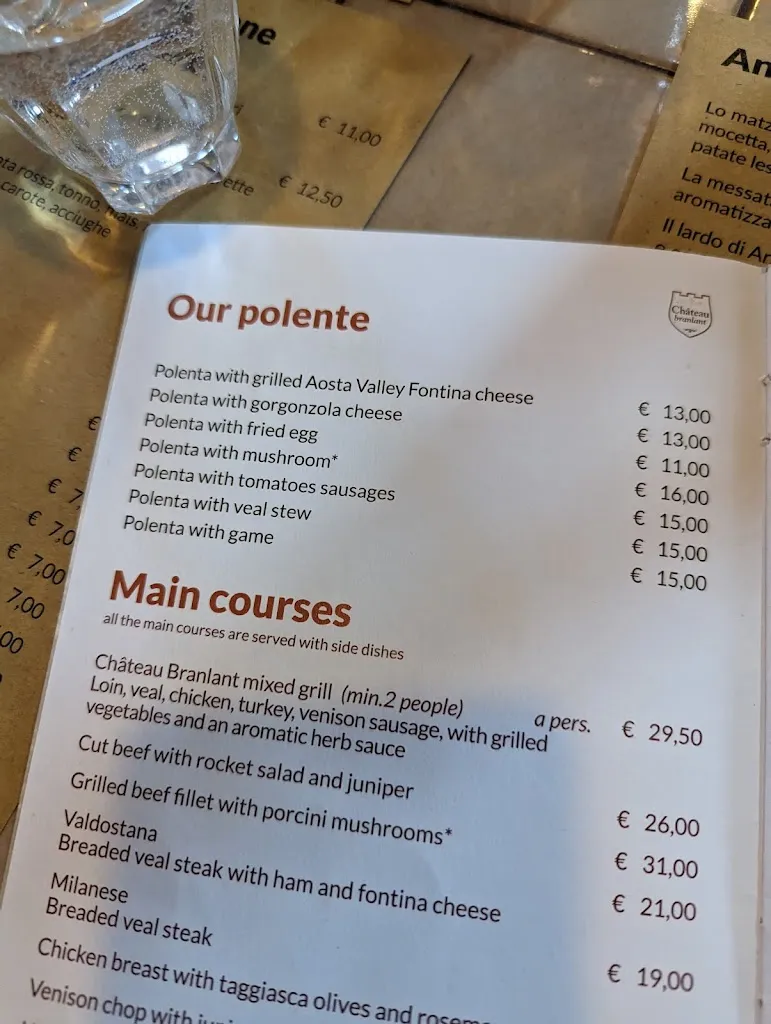 ne
€ 11,00
ette € 12,50
rossa, tonno, mais,
carote, acciughe
€
€
€ 7,
€ 7,0
€ 7,00
7,00
00
An
Lo matz
mocetta,
patate les
La messat
aromatizza
Il lardo di Ar
Our polente
Château
branlant
Polenta with grilled Aosta Valley Fontina cheese € 13,00
Polenta with gorgonzola cheese € 13,00
Polenta with fried egg € 11,00
Polenta with mushroom* € 16,00
Polenta with tomatoes sausages € 15,00
Polenta with veal stew € 15,00
Polenta with game € 15,00
Main courses
all the main courses are served with side dishes
Château Branlant mixed grill (min.2 people) a pers. € 29,50
Loin, veal, chicken, turkey, venison sausage, with grilled
vegetables and an aromatic herb sauce
Cut beef with rocket salad and juniper € 26,00
Grilled beef fillet with porcini mushrooms* € 31,00
Valdostana € 21,00
Breaded veal steak with ham and fontina cheese
Milanese € 19,00
Breaded veal steak
Chicken breast with taggiasca olives and rosem
Venison chop with juni